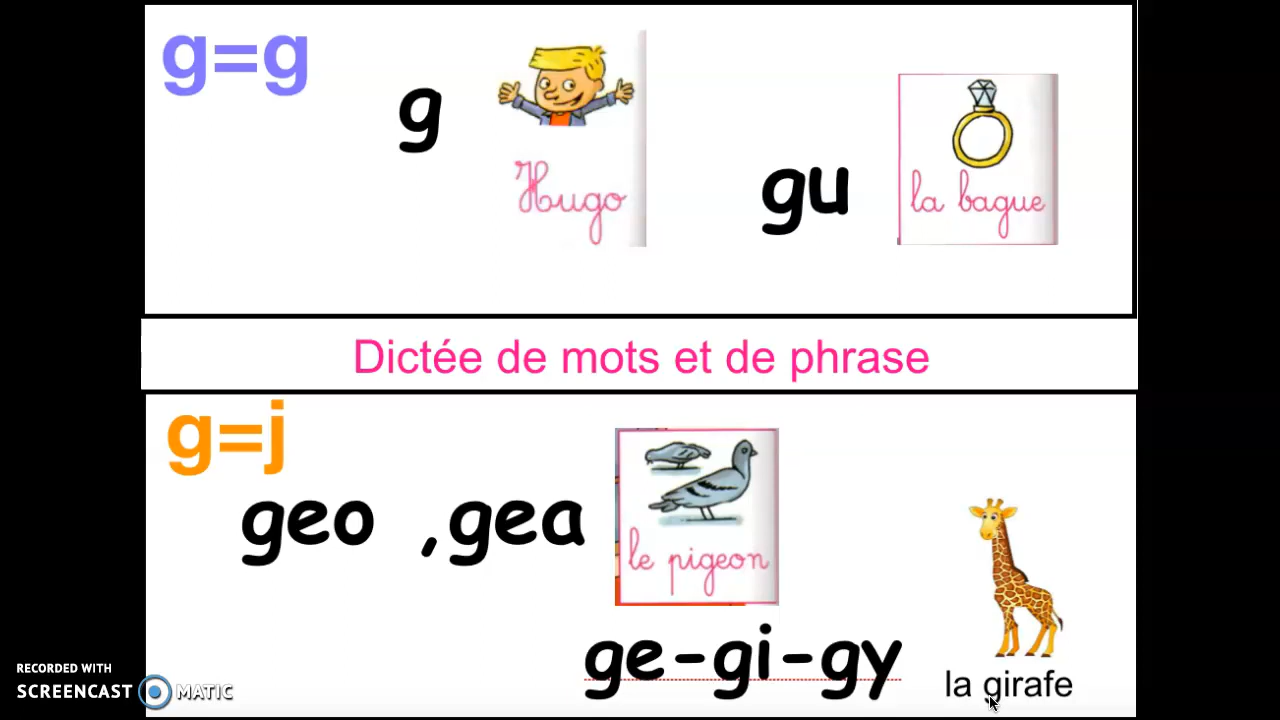 g=g
g
Hugo
gu
la bague
Dictée de mots et de phrase
g=j
geo ,gea
le pigeon
ge-gi-gy
la girafe
RECORDED WITH
SCREENCAST MATIC